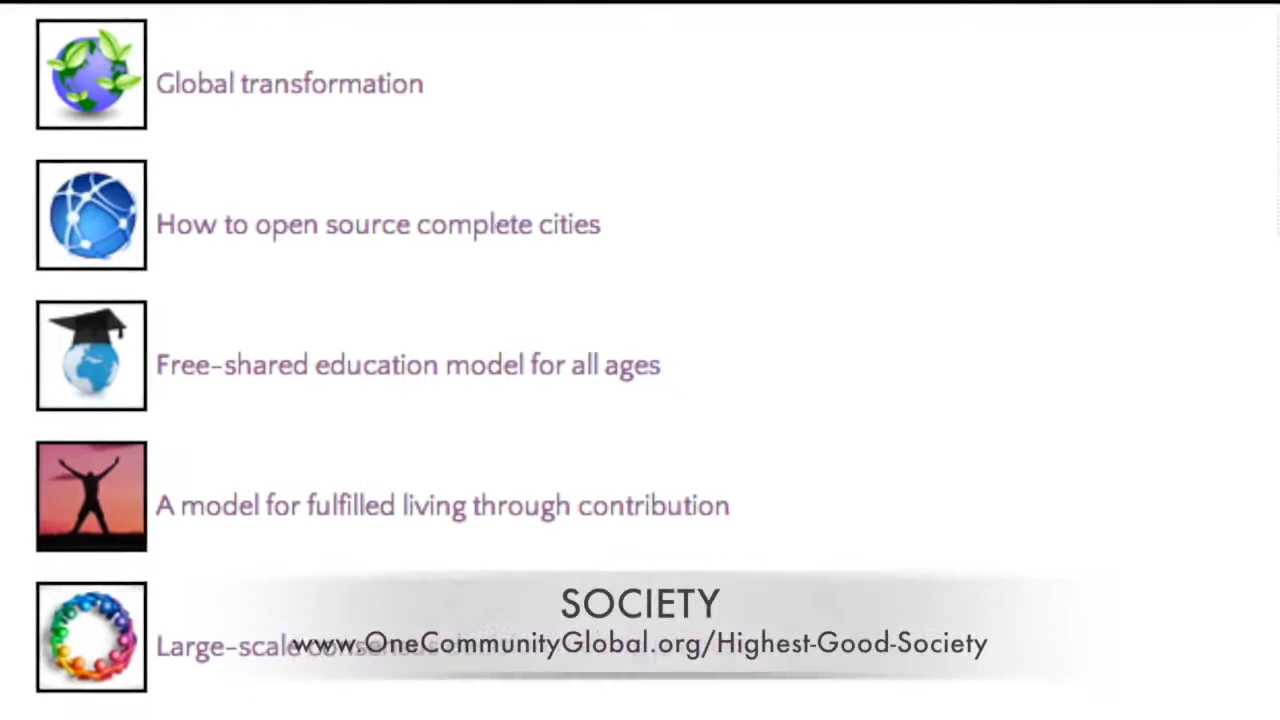 Global transformation
How to open source complete cities
Free-shared education model for all ages
A model for fulfilled living through contribution
SOCIETY
Large-scale
www.OneCommunityGlobal.org/Highest-Good-Society